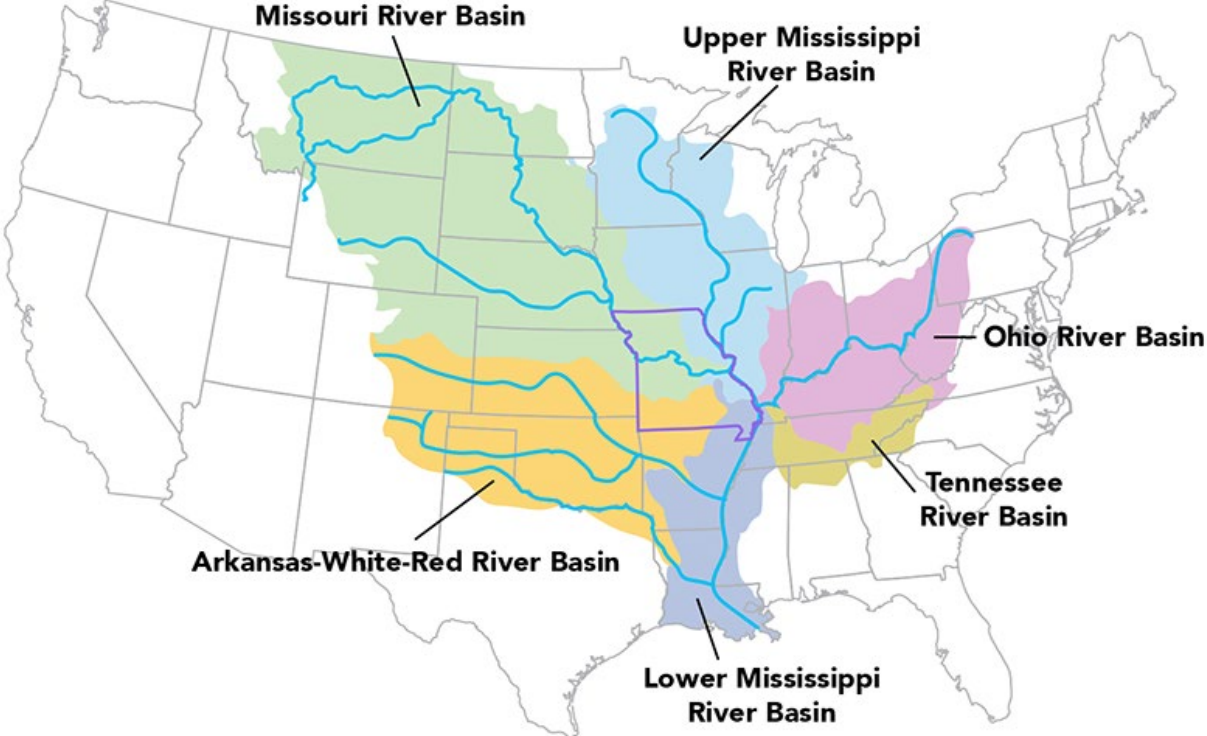 Missouri River Basin
Upper Mississippi
River Basin
Ohio River Basin
Tennessee
River Basin
Arkansas-White-Red River Basin
Lower Mississippi
River Basin